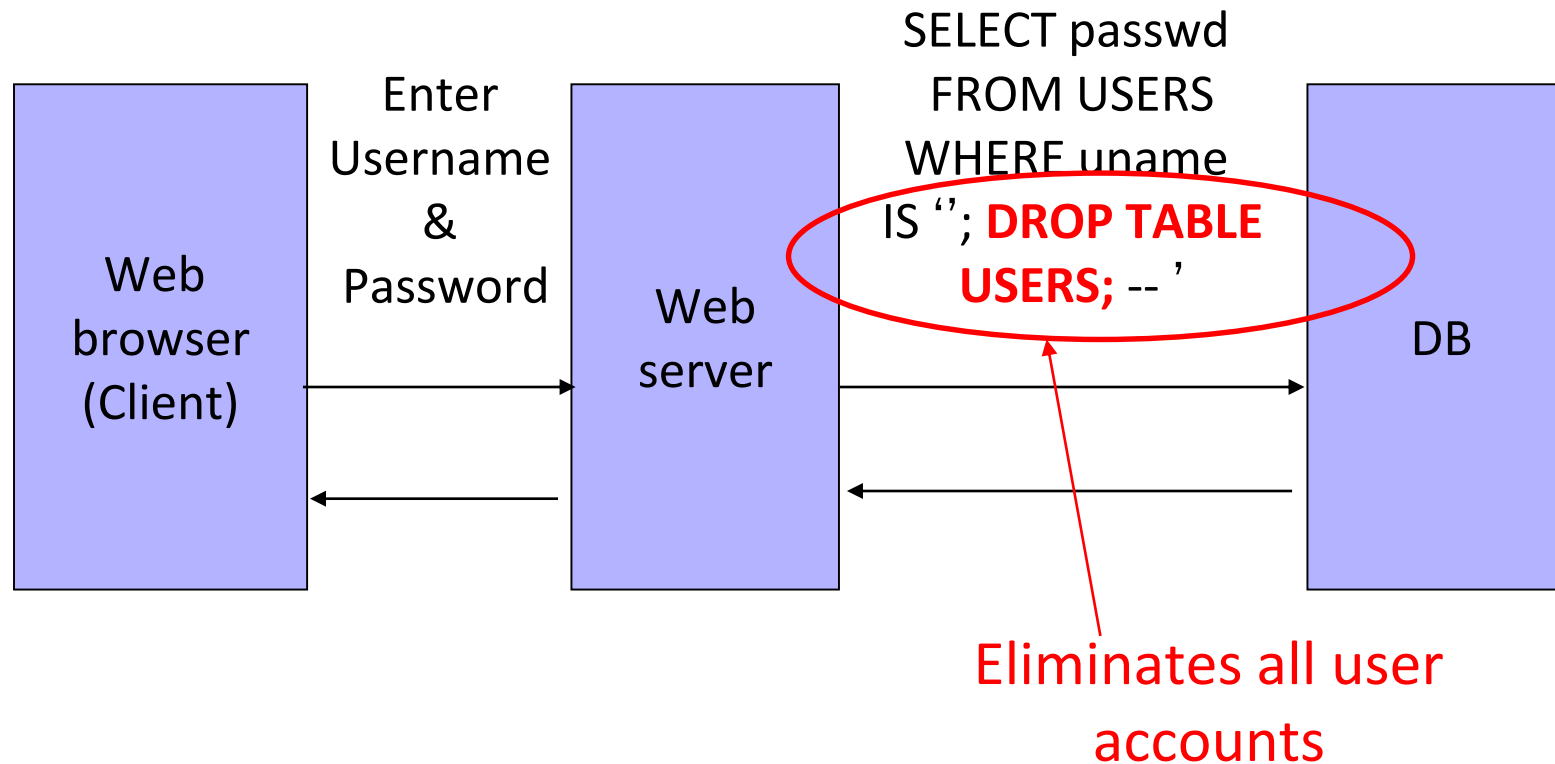 Web
browser
(Client)
Enter
Username
&
Password
Web
server
SELECT passwd
FROM USERS
WHERE uname
IS ‘’; DROP TABLE
USERS; -- ’
DB
Eliminates all user
accounts